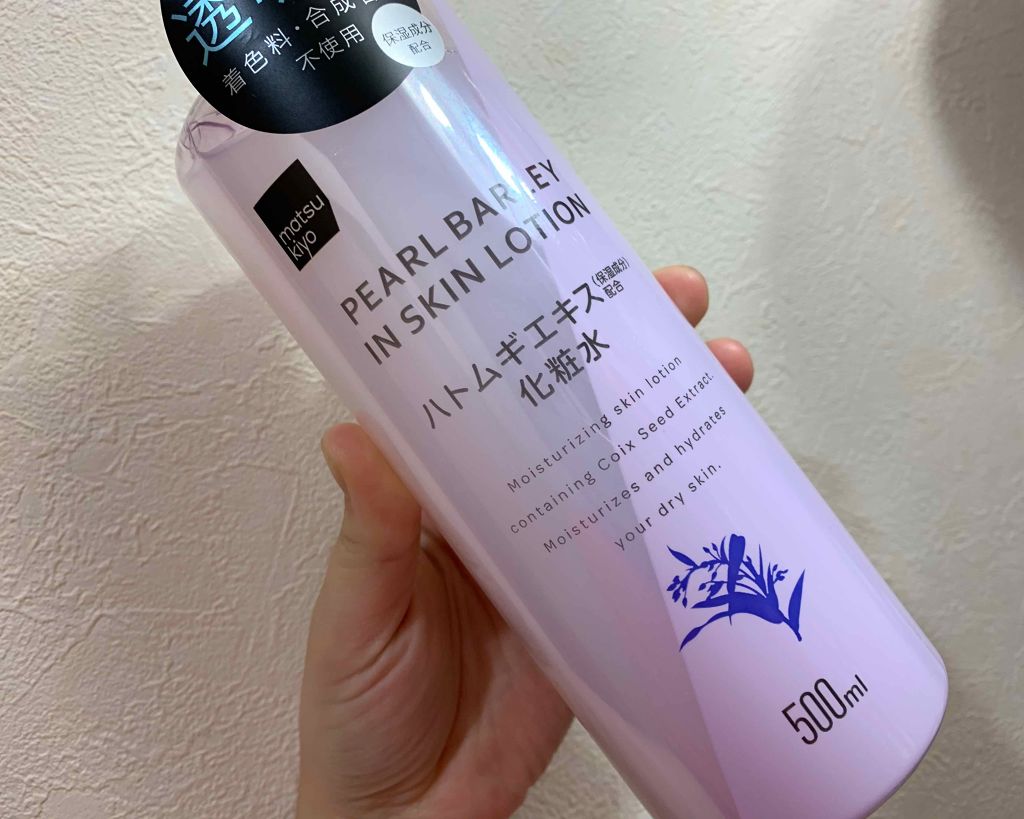 透
着色料・合成
不使用
保湿成分
配合
matsu
kiyo
PEARL BARLEY
IN SKIN LOTION
ハトムギエキス(保湿成分)配合
化粧水
Moisturizing skin lotion
containing Coix Seed Extract.
Moisturizes and hydrates
your dry skin.
500ml